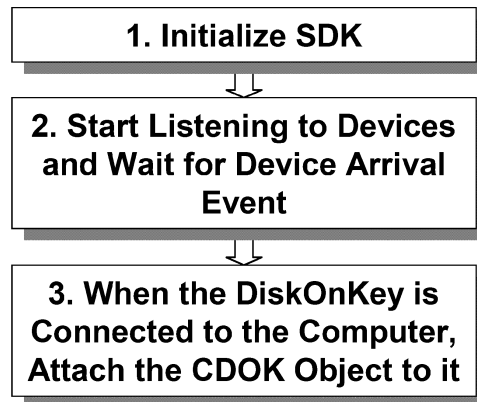 1. Initialize SDK
2. Start Listening to Devices
and Wait for Device Arrival
Event
3. When the DiskOnKey is
Connected to the Computer,
Attach the CDOK Object to it